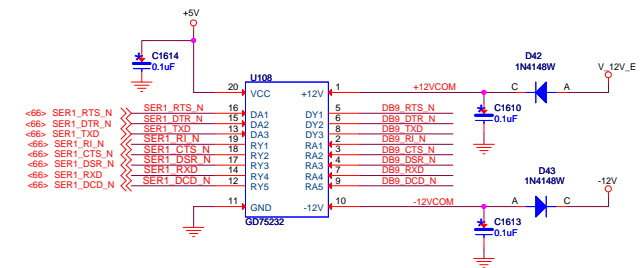 +5V
C1614
0.1uF
U108
D42
1N4148W
V_12V_E
20 VCC +12V 1 +12VCOM C A
<66> SER1_RTS_N SER1_RTS_N 16 DA1 DY1 5 DB9_RTS_N
<66> SER1_DTR_N SER1_DTR_N 15 DA2 DY2 6 DB9_DTR_N
<66> SER1_TXD SER1_TXD 13 DA3 DY3 8 DB9_TXD
<66> SER1_RI_N SER1_RI_N 19 RY1 RA1 2 DB9_RI_N
<66> SER1_CTS_N SER1_CTS_N 18 RY2 RA2 3 DB9_CTS_N
<66> SER1_DSR_N SER1_DSR_N 17 RY3 RA3 4 DB9_DSR_N
<66> SER1_RXD SER1_RXD 14 RY4 RA4 7 DB9_RXD
<66> SER1_DCD_N SER1_DCD_N 12 RY5 RA5 9 DB9_DCD_N
C1610
0.1uF
D43
1N4148W
-12V
11 GND -12V 10 -12VCOM A C
GD75232
C1613
0.1uF